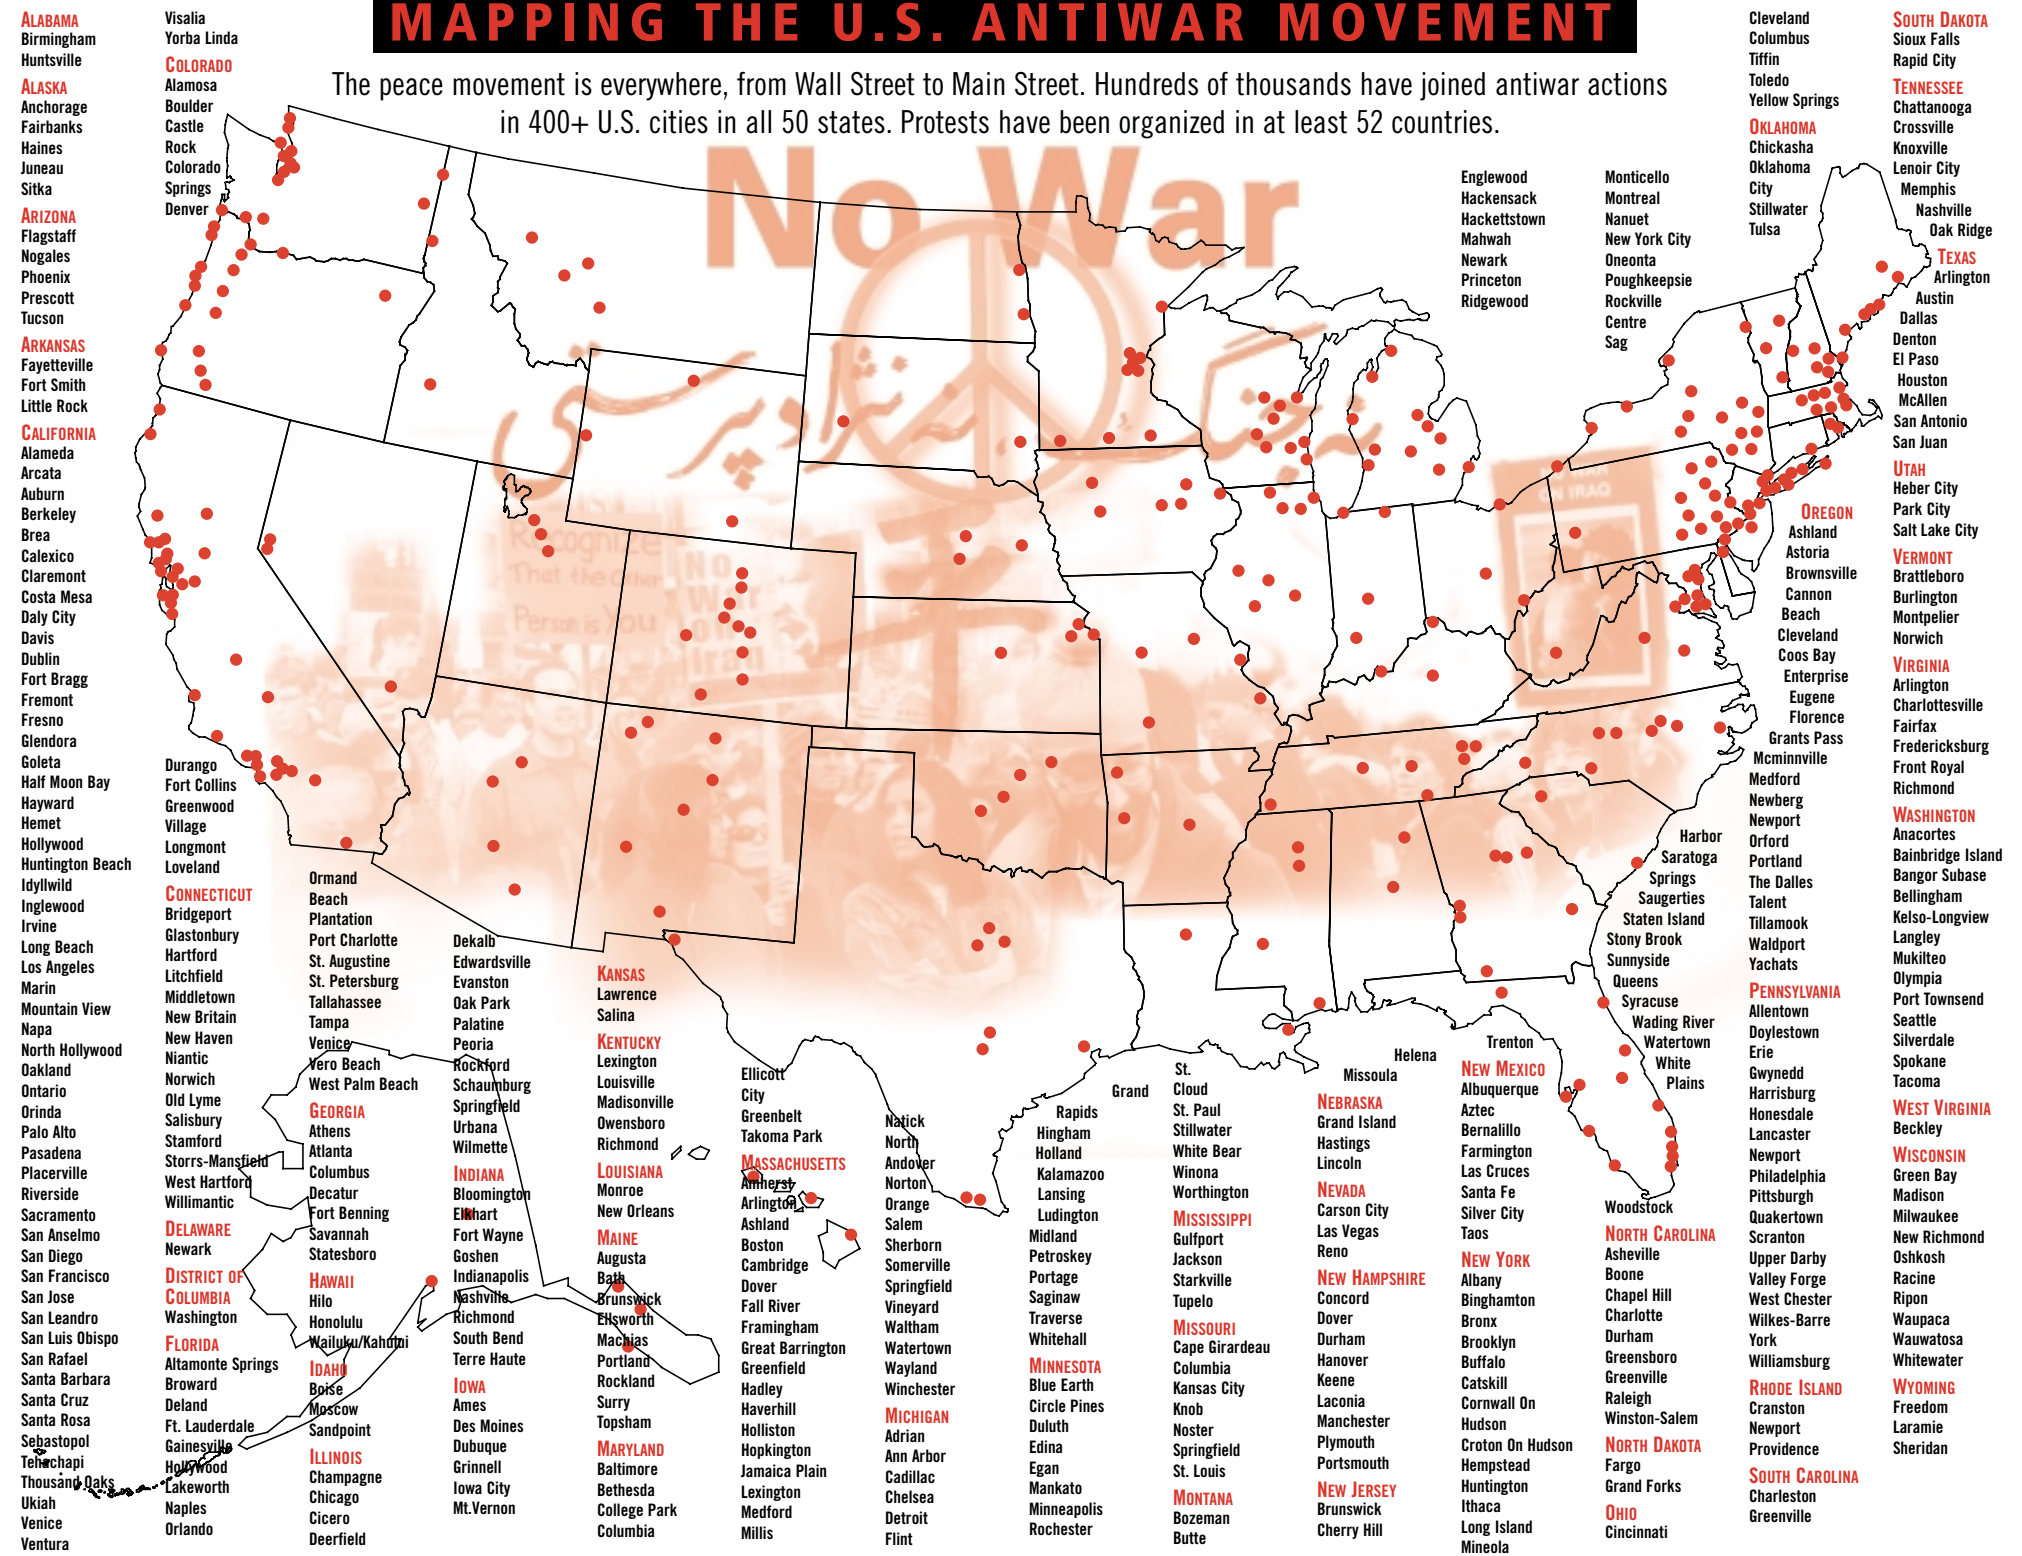 MAPPING THE U.S. ANTIWAR MOVEMENT
The peace movement is everywhere, from Wall Street to Main Street. Hundreds of thousands have joined antiwar actions
in 400+ U.S. cities in all 50 states. Protests have been organized in at least 52 countries.
No War
نه جنگ، نه نژادپرستی
Recognize
That the Other
Person is You
No
War
on
Iraq
ON IRAQ
ALABAMA
Birmingham
Huntsville
ALASKA
Anchorage
Fairbanks
Haines
Juneau
Sitka
ARIZONA
Flagstaff
Nogales
Phoenix
Prescott
Tucson
ARKANSAS
Fayetteville
Fort Smith
Little Rock
CALIFORNIA
Alameda
Arcata
Auburn
Berkeley
Brea
Calexico
Claremont
Costa Mesa
Daly City
Davis
Dublin
Fort Bragg
Fremont
Fresno
Glendora
Goleta
Half Moon Bay
Hayward
Hemet
Hollywood
Huntington Beach
Idyllwild
Inglewood
Irvine
Long Beach
Los Angeles
Marin
Mountain View
Napa
North Hollywood
Oakland
Ontario
Orinda
Palo Alto
Pasadena
Placerville
Riverside
Sacramento
San Anselmo
San Diego
San Francisco
San Jose
San Leandro
San Luis Obispo
San Rafael
Santa Barbara
Santa Cruz
Santa Rosa
Sebastopol
Tehachapi
Thousand Oaks
Ukiah
Venice
Ventura
Visalia
Yorba Linda
COLORADO
Alamosa
Boulder
Castle
Rock
Colorado
Springs
Denver
Durango
Fort Collins
Greenwood
Village
Longmont
Loveland
CONNECTICUT
Bridgeport
Glastonbury
Hartford
Litchfield
Middletown
New Britain
New Haven
Niantic
Norwich
Old Lyme
Salisbury
Stamford
Storrs-Mansfield
West Hartford
Willimantic
DELAWARE
Newark
DISTRICT OF
COLUMBIA
Washington
FLORIDA
Altamonte Springs
Broward
Deland
Ft. Lauderdale
Gainesville
Hollywood
Lakeworth
Naples
Orlando
Ormand
Beach
Plantation
Port Charlotte
St. Augustine
St. Petersburg
Tallahassee
Tampa
Venice
Vero Beach
West Palm Beach
GEORGIA
Athens
Atlanta
Columbus
Decatur
Fort Benning
Savannah
Statesboro
HAWAII
Hilo
Honolulu
Wailuku/Kahului
IDAHO
Boise
Moscow
Sandpoint
ILLINOIS
Champagne
Chicago
Cicero
Deerfield
Dekalb
Edwardsville
Evanston
Oak Park
Palatine
Peoria
Rockford
Schaumburg
Springfield
Urbana
Wilmette
INDIANA
Bloomington
Elkhart
Fort Wayne
Goshen
Indianapolis
Nashville
Richmond
South Bend
Terre Haute
IOWA
Ames
Des Moines
Dubuque
Grinnell
Iowa City
Mt.Vernon
KANSAS
Lawrence
Salina
KENTUCKY
Lexington
Louisville
Madisonville
Owensboro
Richmond
LOUISIANA
Monroe
New Orleans
MAINE
Augusta
Bath
Brunswick
Ellsworth
Machias
Portland
Rockland
Surry
Topsham
MARYLAND
Baltimore
Bethesda
College Park
Columbia
Ellicott
City
Greenbelt
Takoma Park
MASSACHUSETTS
Amherst
Arlington
Ashland
Boston
Cambridge
Dover
Fall River
Framingham
Great Barrington
Greenfield
Hadley
Haverhill
Holliston
Hopkington
Jamaica Plain
Lexington
Medford
Millis
Natick
North
Andover
Norton
Orange
Salem
Sherborn
Somerville
Springfield
Vineyard
Waltham
Watertown
Wayland
Winchester
MICHIGAN
Adrian
Ann Arbor
Cadillac
Chelsea
Detroit
Flint
Grand
Rapids
Hingham
Holland
Kalamazoo
Lansing
Ludington
Midland
Petroskey
Portage
Saginaw
Traverse
Whitehall
MINNESOTA
Blue Earth
Circle Pines
Duluth
Edina
Egan
Mankato
Minneapolis
Rochester
St.
Cloud
St. Paul
Stillwater
White Bear
Winona
Worthington
MISSISSIPPI
Gulfport
Jackson
Starkville
Tupelo
MISSOURI
Cape Girardeau
Columbia
Kansas City
Knob
Noster
Springfield
St. Louis
MONTANA
Bozeman
Butte
Helena
Missoula
NEBRASKA
Grand Island
Hastings
Lincoln
NEVADA
Carson City
Las Vegas
Reno
NEW HAMPSHIRE
Concord
Dover
Durham
Hanover
Keene
Laconia
Manchester
Plymouth
Portsmouth
NEW JERSEY
Brunswick
Cherry Hill
Englewood
Hackensack
Hackettstown
Mahwah
Newark
Princeton
Ridgewood
Trenton
NEW MEXICO
Albuquerque
Aztec
Bernalillo
Farmington
Las Cruces
Santa Fe
Silver City
Taos
NEW YORK
Albany
Binghamton
Bronx
Brooklyn
Buffalo
Catskill
Cornwall On
Hudson
Croton On Hudson
Hempstead
Huntington
Ithaca
Long Island
Mineola
Monticello
Montreal
Nanuet
New York City
Oneonta
Poughkeepsie
Rockville
Centre
Sag
Harbor
Saratoga
Springs
Saugerties
Staten Island
Stony Brook
Sunnyside
Queens
Syracuse
Wading River
Watertown
White
Plains
Woodstock
NORTH CAROLINA
Asheville
Boone
Chapel Hill
Charlotte
Durham
Greensboro
Greenville
Raleigh
Winston-Salem
NORTH DAKOTA
Fargo
Grand Forks
OHIO
Cincinnati
Cleveland
Columbus
Tiffin
Toledo
Yellow Springs
OKLAHOMA
Chickasha
Oklahoma
City
Stillwater
Tulsa
OREGON
Ashland
Astoria
Brownsville
Cannon
Beach
Cleveland
Coos Bay
Enterprise
Eugene
Florence
Grants Pass
Mcminnville
Medford
Newberg
Newport
Orford
Portland
The Dalles
Talent
Tillamook
Waldport
Yachats
PENNSYLVANIA
Allentown
Doylestown
Erie
Gwynedd
Harrisburg
Honesdale
Lancaster
Newport
Philadelphia
Pittsburgh
Quakertown
Scranton
Upper Darby
Valley Forge
West Chester
Wilkes-Barre
York
Williamsburg
RHODE ISLAND
Cranston
Newport
Providence
SOUTH CAROLINA
Charleston
Greenville
SOUTH DAKOTA
Sioux Falls
Rapid City
TENNESSEE
Chattanooga
Crossville
Knoxville
Lenoir City
Memphis
Nashville
Oak Ridge
TEXAS
Arlington
Austin
Dallas
Denton
El Paso
Houston
McAllen
San Antonio
San Juan
UTAH
Heber City
Park City
Salt Lake City
VERMONT
Brattleboro
Burlington
Montpelier
Norwich
VIRGINIA
Arlington
Charlottesville
Fairfax
Fredericksburg
Front Royal
Richmond
WASHINGTON
Anacortes
Bainbridge Island
Bangor Subase
Bellingham
Kelso-Longview
Langley
Mukilteo
Olympia
Port Townsend
Seattle
Silverdale
Spokane
Tacoma
WEST VIRGINIA
Beckley
WISCONSIN
Green Bay
Madison
Milwaukee
New Richmond
Oshkosh
Racine
Ripon
Waupaca
Wauwatosa
Whitewater
WYOMING
Freedom
Laramie
Sheridan